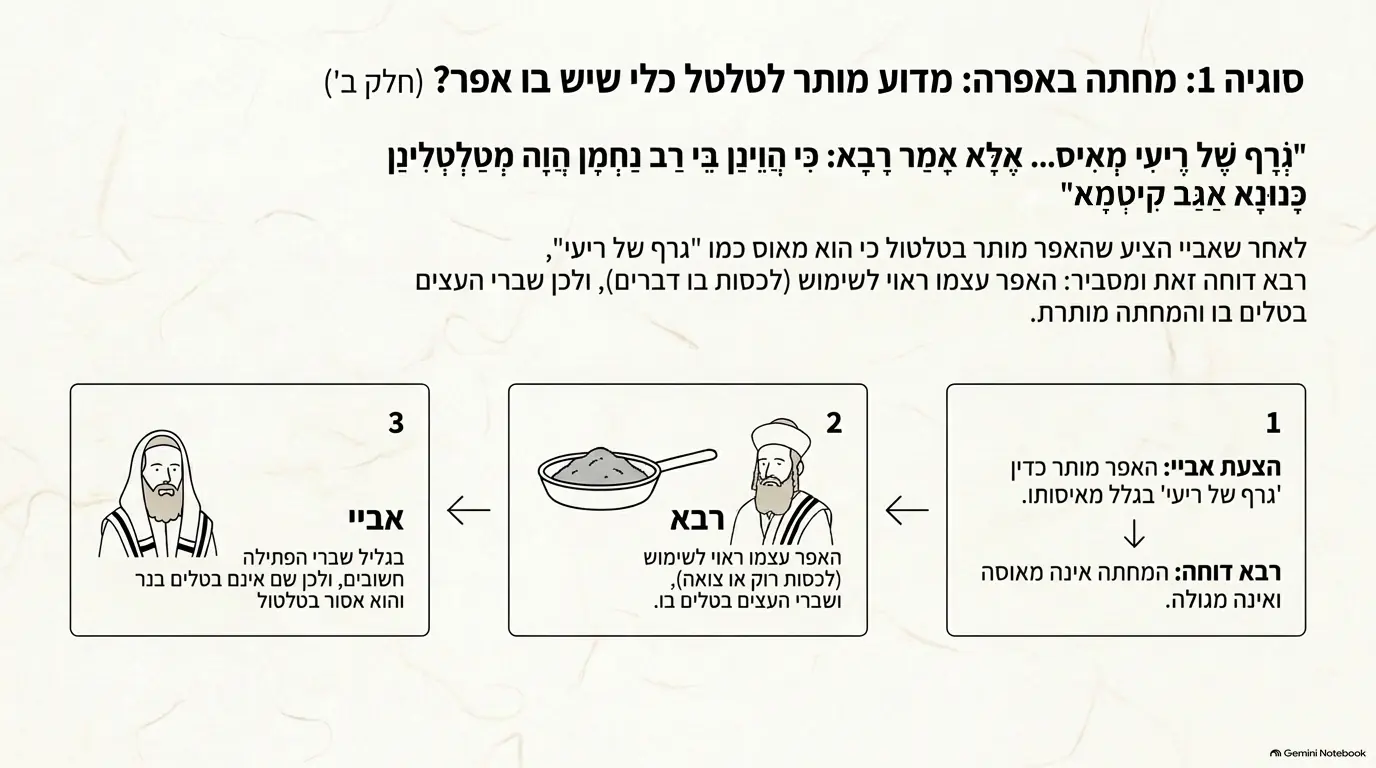 סוגיה 1: מחתה באפרה: מדוע מותר לטלטל כלי שיש בו אפר? (חלק ב')
"גְּרָף שֶׁל רֶיעִי מְאִיס... אֶלָּא אָמַר רָבָא: כִּי הֲוֵינַן בֵּי רַב נַחְמָן הֲוָה מְטַלְטְלִינַן
כָּנוּנָא אַגַּב קִיטְמָא"
לאחר שאביי הציע שהאפר מותר בטלטול כי הוא מאוס כמו "גרף של ריעי",
רבא דוחה זאת ומסביר: האפר עצמו ראוי לשימוש (לכסות בו דברים), ולכן שברי העצים
בטלים בו והמחתה מותרת.
1
הצעת אביי: האפר מותר כדין
'גרף של ריעי' בגלל מאיסותו.
↓
רבא דוחה: המחתה אינה מאוסה
ואינה מגולה.
←
2
רבא
האפר עצמו ראוי לשימוש
(לכסות רוק או צואה),
ושברי העצים בטלים בו.
←
3
אביי
בגליל שברי הפתילה
חשובים, ולכן שם אינם בטלים בנר
והוא אסור בטלטול
Gemini Notebook